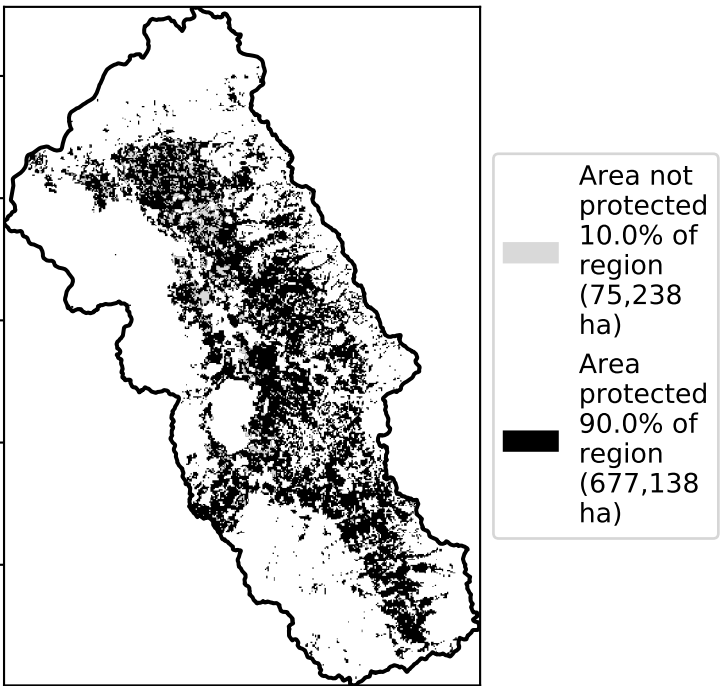 Area not
protected
10.0% of
region
(75,238
ha)
Area
protected
90.0% of
region
(677,138
ha)